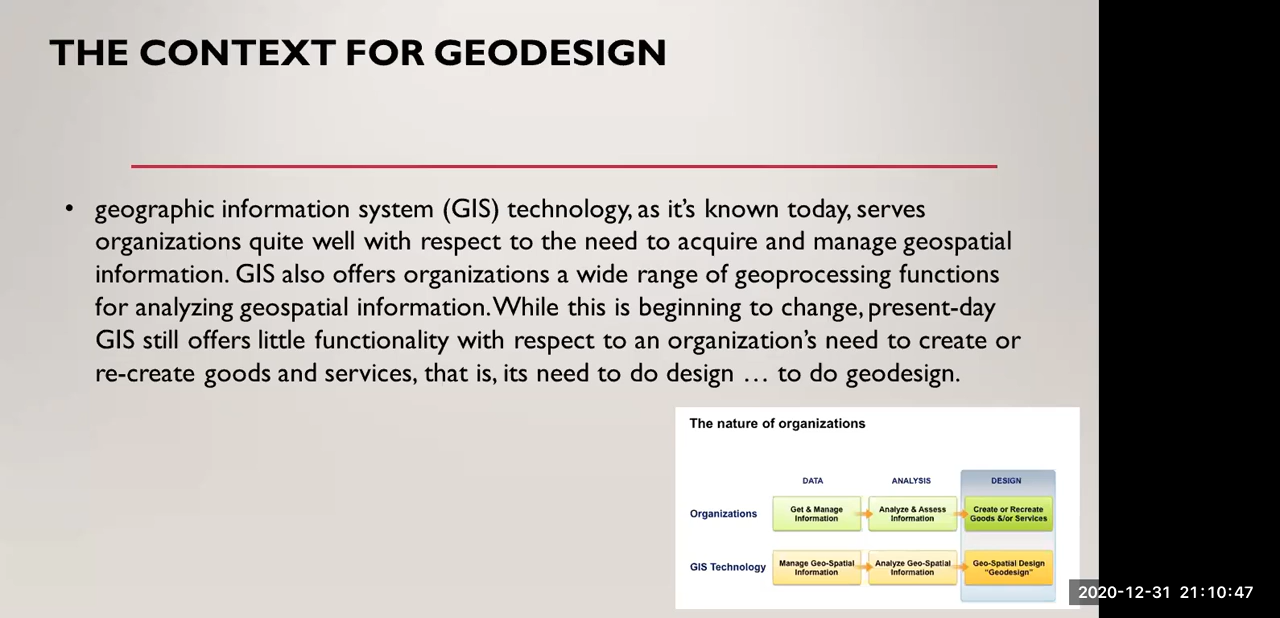 THE CONTEXT FOR GEODESIGN
• geographic information system (GIS) technology, as it’s known today, serves
organizations quite well with respect to the need to acquire and manage geospatial
information. GIS also offers organizations a wide range of geoprocessing functions
for analyzing geospatial information. While this is beginning to change, present-day
GIS still offers little functionality with respect to an organization’s need to create or
re-create goods and services, that is, its need to do design … to do geodesign.
The nature of organizations
DATA ANALYSIS DESIGN
Organizations
Get & Manage
Information
Analyze & Assess
Information
Create or Recreate
Goods &/or Services
GIS Technology
Manage Geo-Spatial
Information
Analyze Geo-Spatial
Information
Geo-Spatial Design
“Geodesign”
2020-12-31 21:10:47